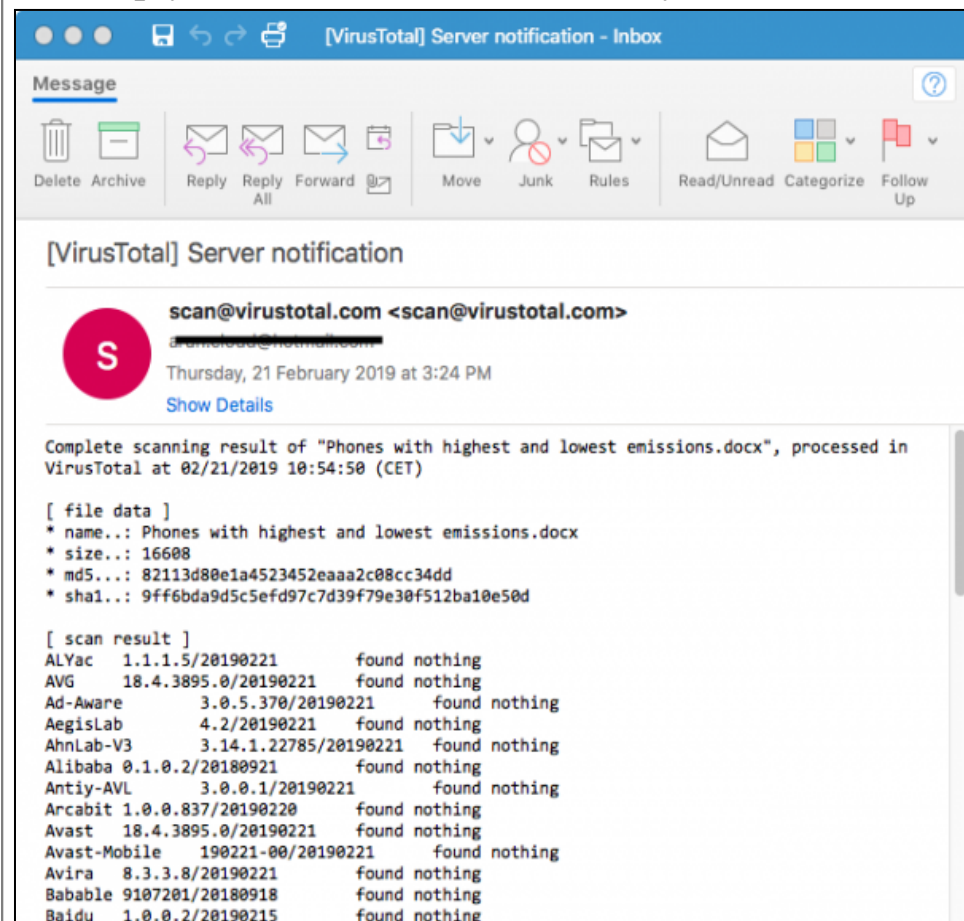 [VirusTotal] Server notification - Inbox
Message
Delete Archive Reply Reply All Forward Move Junk Rules Read/Unread Categorize Follow Up
[VirusTotal] Server notification
S
scan@virustotal.com <scan@virustotal.com>
Thursday, 21 February 2019 at 3:24 PM
Show Details
Complete scanning result of "Phones with highest and lowest emissions.docx", processed in
VirusTotal at 02/21/2019 10:54:50 (CET)
[ file data ]
* name..: Phones with highest and lowest emissions.docx
* size..: 16608
* md5...: 82113d80e1a4523452eaaa2c08cc34dd
* sha1..: 9ff6bda9d5c5efd97c7d39f79e30f512ba10e50d
[ scan result ]
ALYac 1.1.1.5/20190221 found nothing
AVG 18.4.3895.0/20190221 found nothing
Ad-Aware 3.0.5.370/20190221 found nothing
AegisLab 4.2/20190221 found nothing
AhnLab-V3 3.14.1.22785/20190221 found nothing
Alibaba 0.1.0.2/20180921 found nothing
Antiy-AVL 3.0.0.1/20190221 found nothing
Arcabit 1.0.0.837/20190220 found nothing
Avast 18.4.3895.0/20190221 found nothing
Avast-Mobile 190221-00/20190221 found nothing
Avira 8.3.3.8/20190221 found nothing
Babable 9107201/20180918 found nothing
Baidu 1.0.0.2/20190215 found nothing